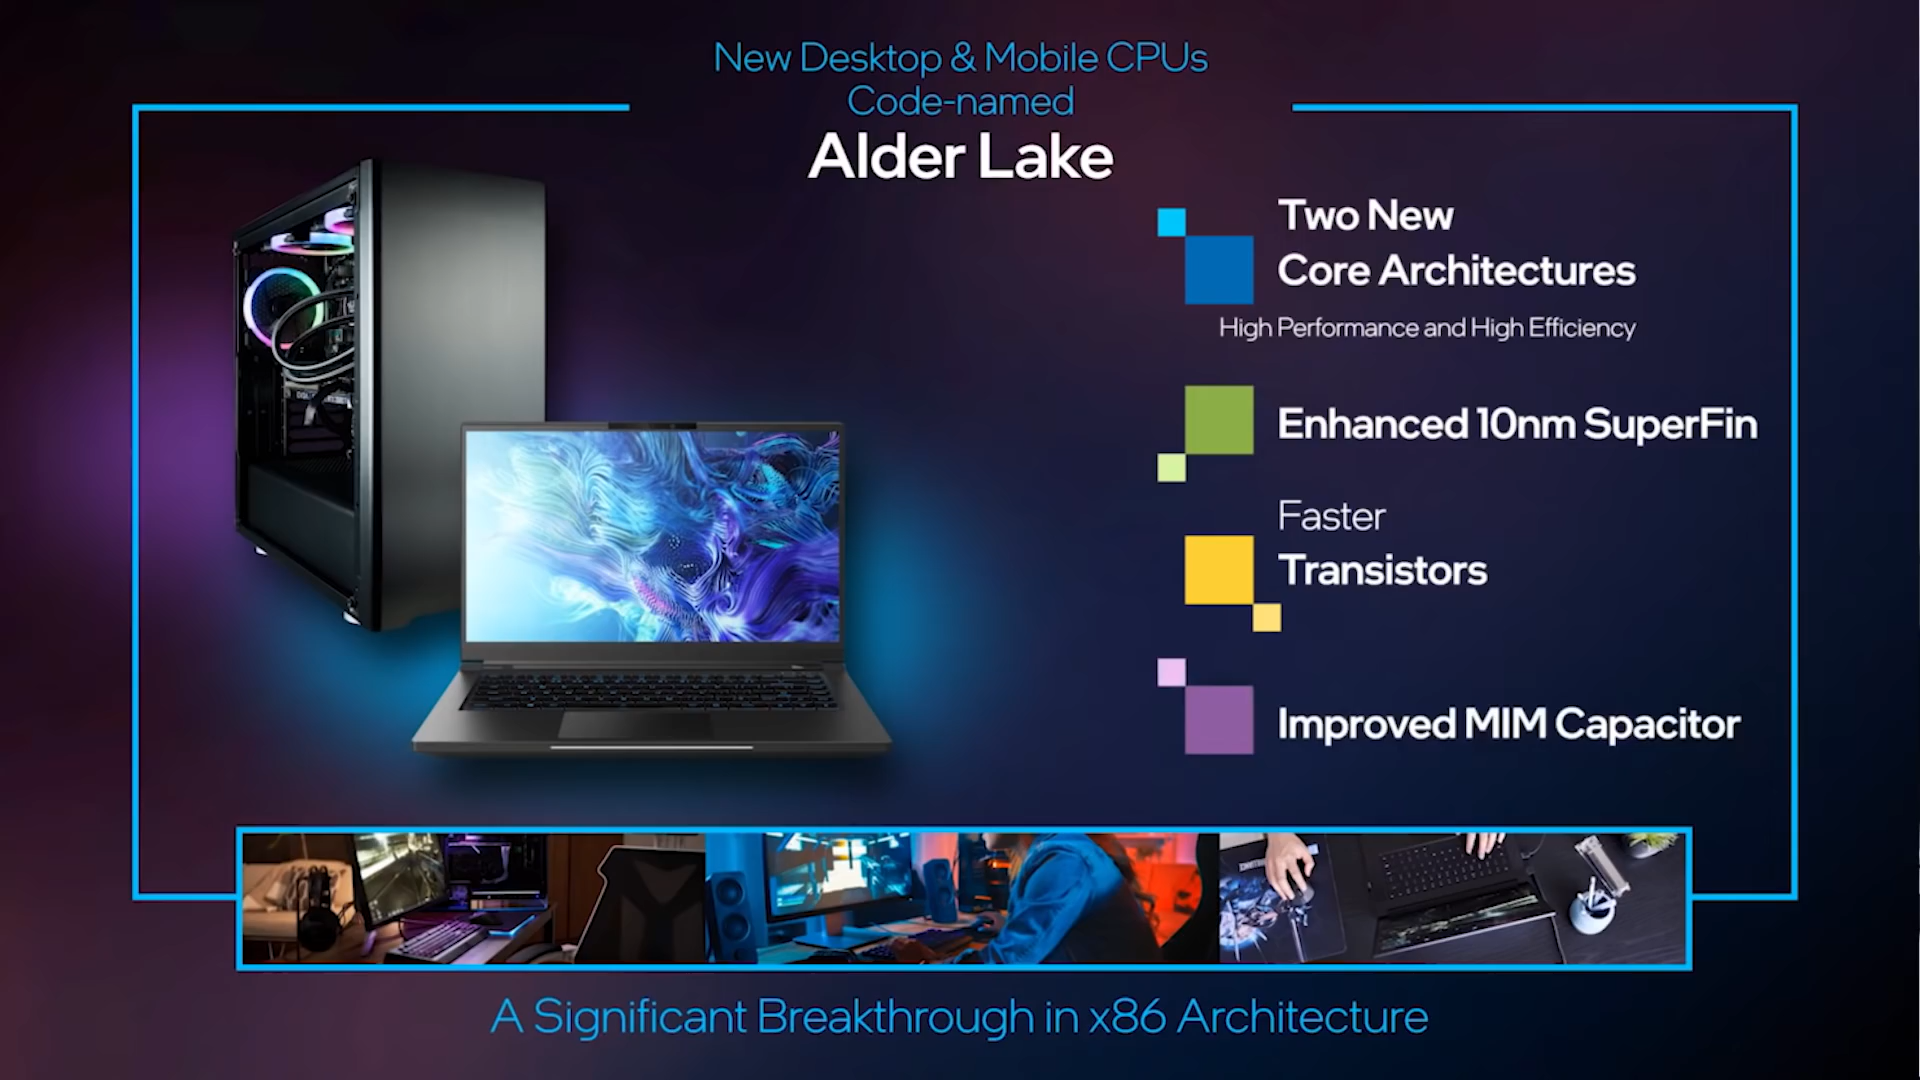 New Desktop & Mobile CPUs
Code-named
Alder Lake
Two New
Core Architectures
High Performance and High Efficiency
Enhanced 10nm SuperFin
Faster
Transistors
Improved MIM Capacitor
A Significant Breakthrough in x86 Architecture